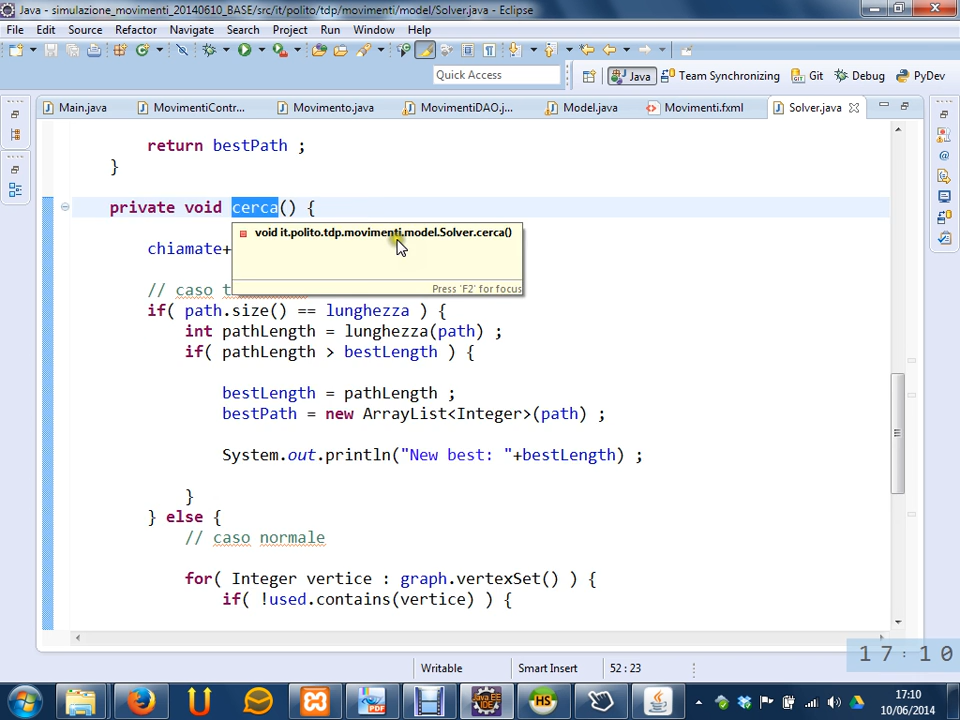 Java - simulazione_movimenti_20140610_BASE/src/it/polito/tdp/movimenti/model/Solver.java - Eclipse
File Edit Source Refactor Navigate Search Project Run Window Help
Quick Access
Java Team Synchronizing Git Debug PyDev
Main.java MovimentiContr... Movimento.java MovimentiDAO.j... Model.java Movimenti.fxml Solver.java
return bestPath ;
}
private void cerca() {
void it.polito.tdp.movimenti.model.Solver.cerca()
chiamate+
Press 'F2' for focus
// caso t
if( path.size() == lunghezza ) {
int pathLength = lunghezza(path) ;
if( pathLength > bestLength ) {
bestLength = pathLength ;
bestPath = new ArrayList<Integer>(path) ;
System.out.println("New best: "+bestLength) ;
}
} else {
// caso normale
for( Integer vertice : graph.vertexSet() ) {
if( !used.contains(vertice) ) {
17:10
Writable Smart Insert 52 : 23
17:10
10/06/2014